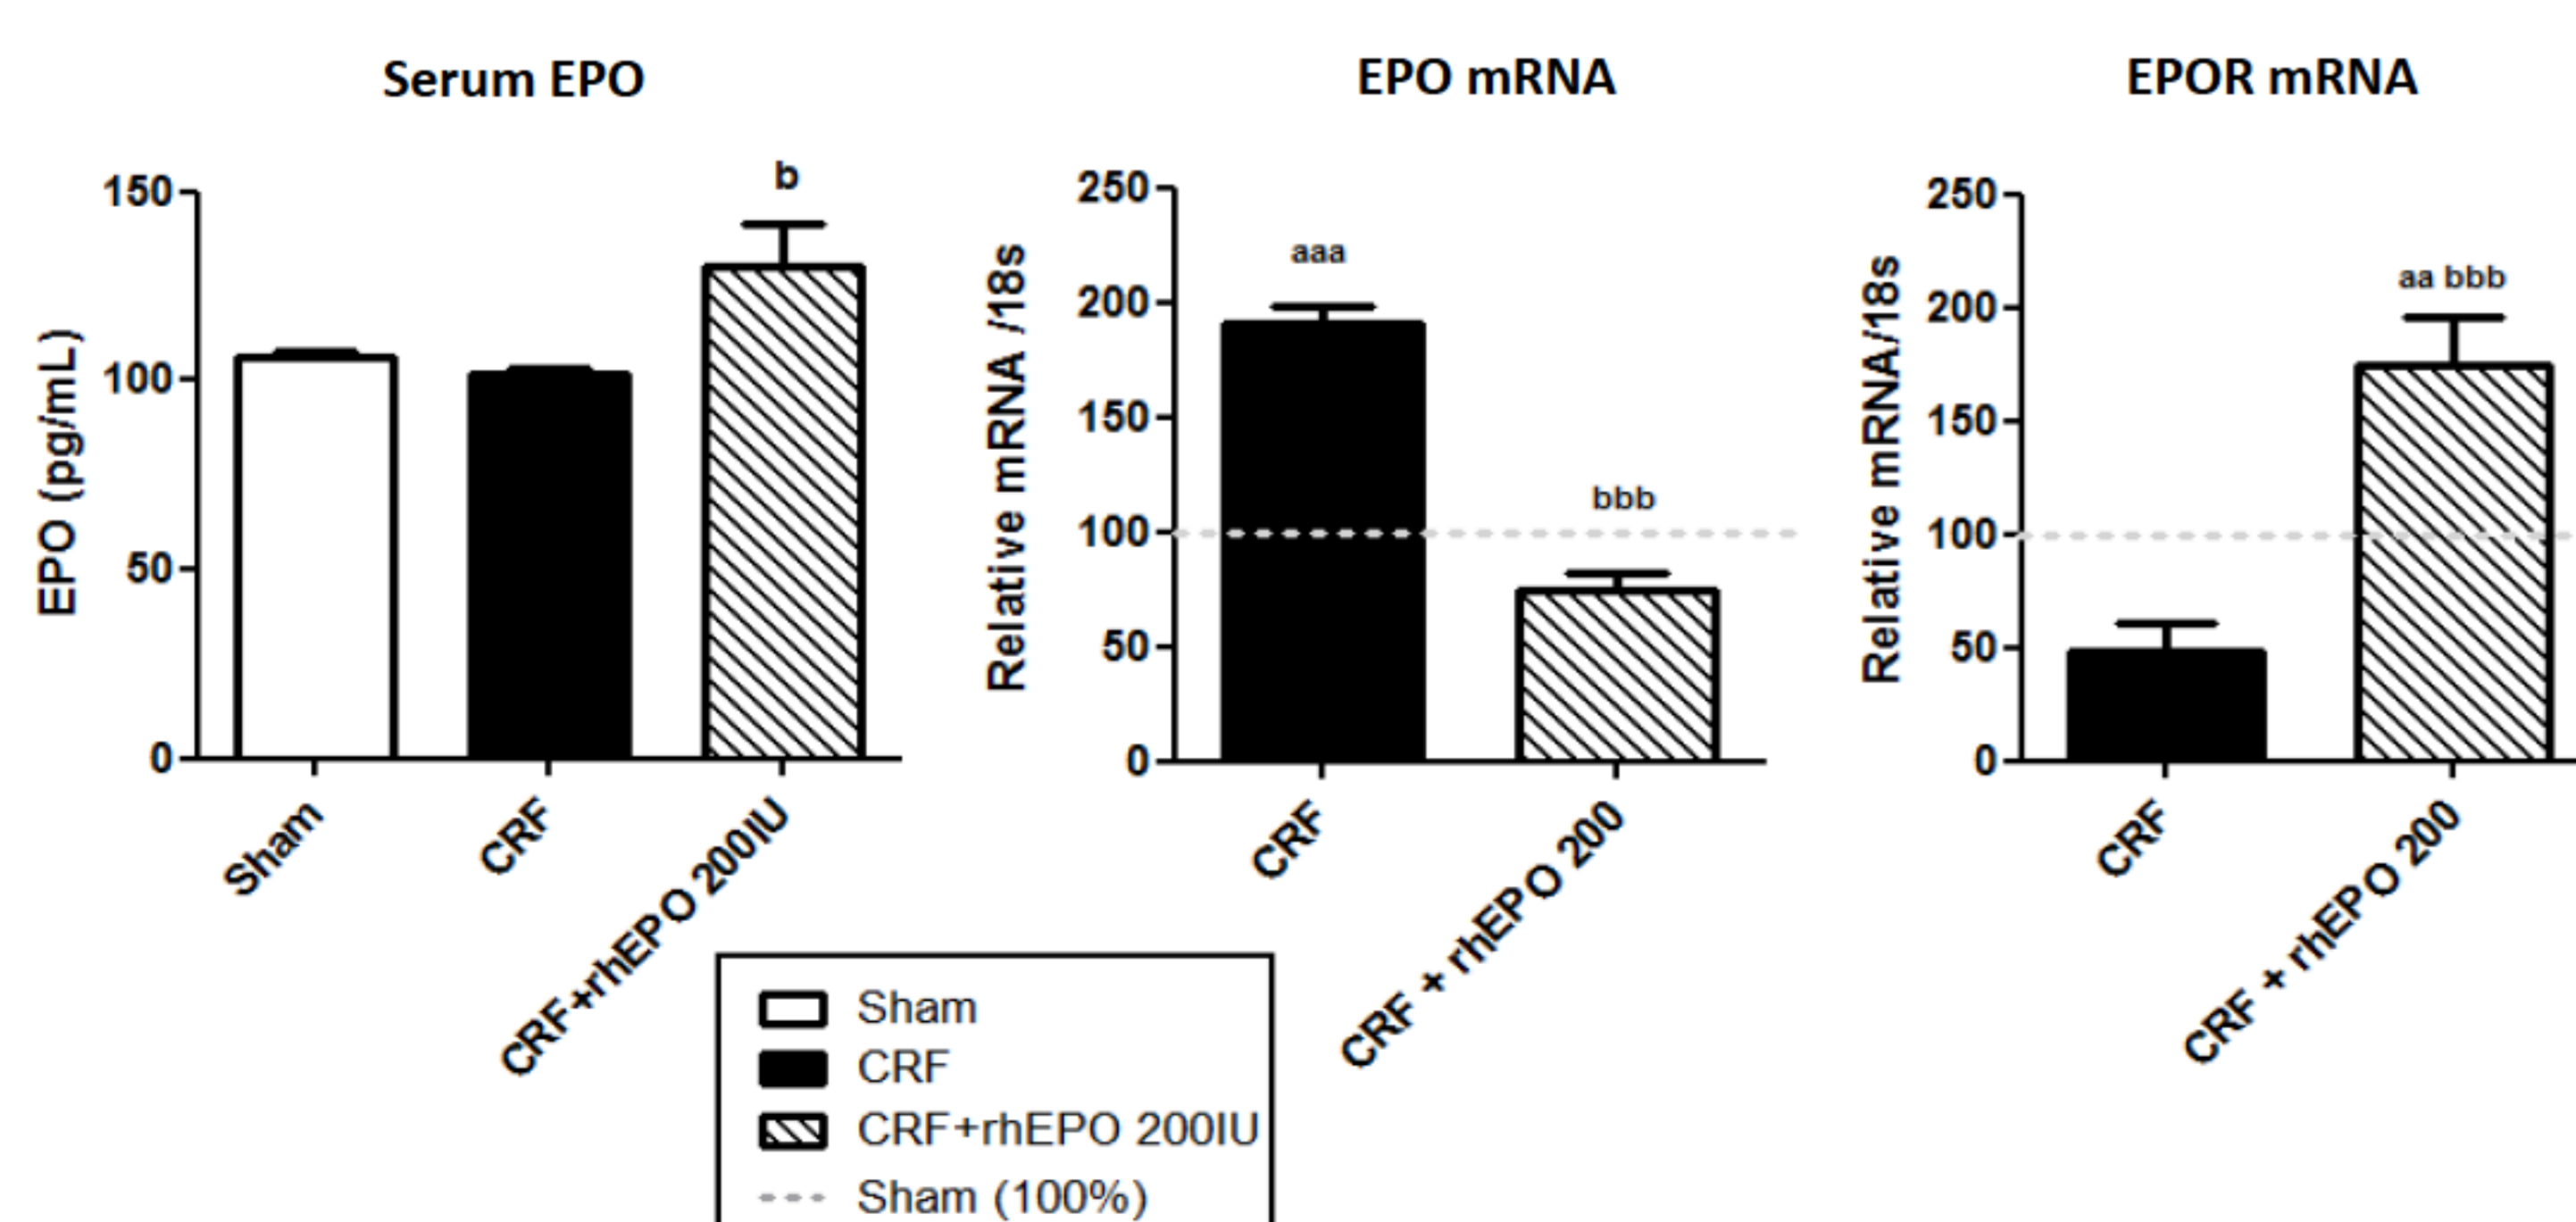 Serum EPO
EPO (pg/mL)
150
100
50
0
b
Sham
CRF
CRF+rhEPO 200IU
EPO mRNA
Relative mRNA /18s
250
200
150
100
50
0
aaa
bbb
CRF
CRF + rhEPO 200
EPOR mRNA
Relative mRNA/18s
250
200
150
100
50
0
aa bbb
CRF
CRF + rhEPO 200
Sham
CRF
CRF+rhEPO 200IU
Sham (100%)